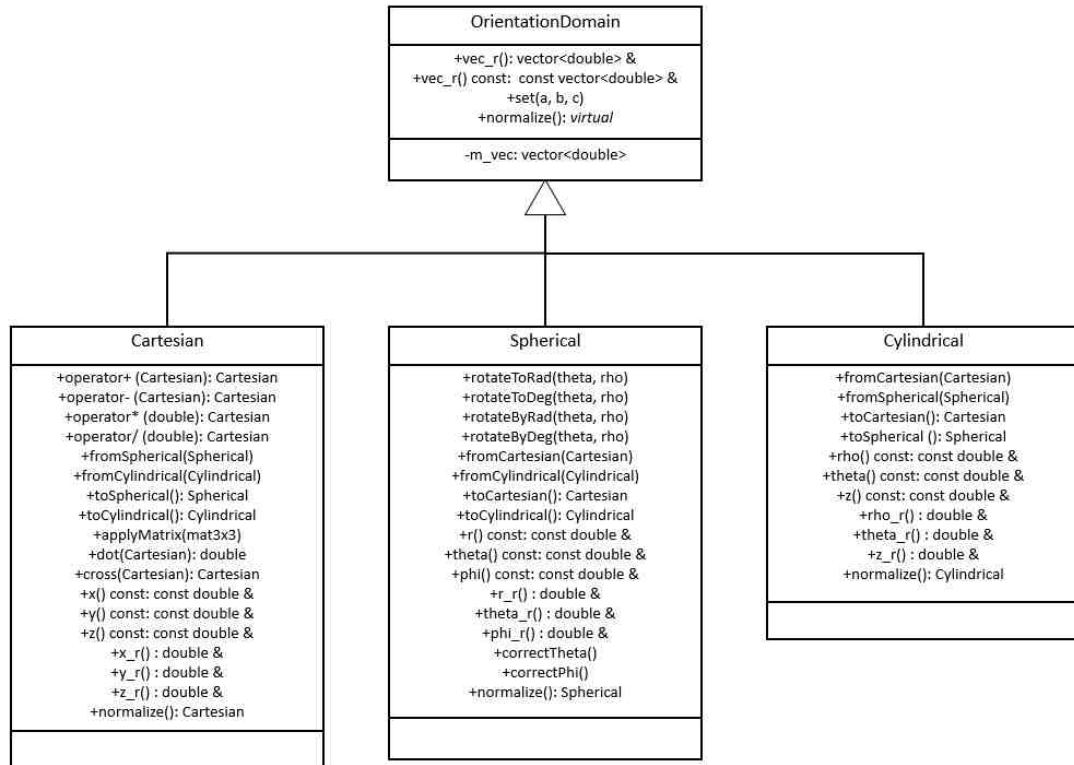 OrientationDomain
+vec_r(): vector<double> &
+vec_r() const:  const vector<double> &
+set(a, b, c)
+normalize(): virtual
-m_vec: vector<double>
Cartesian
+operator+ (Cartesian): Cartesian
+operator- (Cartesian): Cartesian
+operator* (double): Cartesian
+operator/ (double): Cartesian
+fromSpherical(Spherical)
+fromCylindrical(Cylindrical)
+toSpherical(): Spherical
+toCylindrical(): Cylindrical
+applyMatrix(mat3x3)
+dot(Cartesian): double
+cross(Cartesian): Cartesian
+x() const: const double &
+y() const: const double &
+z() const: const double &
+x_r() : double &
+y_r() : double &
+z_r() : double &
+normalize(): Cartesian
Spherical
+rotateToRad(theta, rho)
+rotateToDeg(theta, rho)
+rotateByRad(theta, rho)
+rotateByDeg(theta, rho)
+fromCartesian(Cartesian)
+fromCylindrical(Cylindrical)
+toCartesian(): Cartesian
+toCylindrical(): Cylindrical
+r() const: const double &
+theta() const: const double &
+phi() const: const double &
+r_r() : double &
+theta_r() : double &
+phi_r() : double &
+correctTheta()
+correctPhi()
+normalize(): Spherical
Cylindrical
+fromCartesian(Cartesian)
+fromSpherical(Spherical)
+toCartesian(): Cartesian
+toSpherical (): Spherical
+rho() const: const double &
+theta() const: const double &
+z() const: const double &
+rho_r() : double &
+theta_r() : double &
+z_r() : double &
+normalize(): Cylindrical